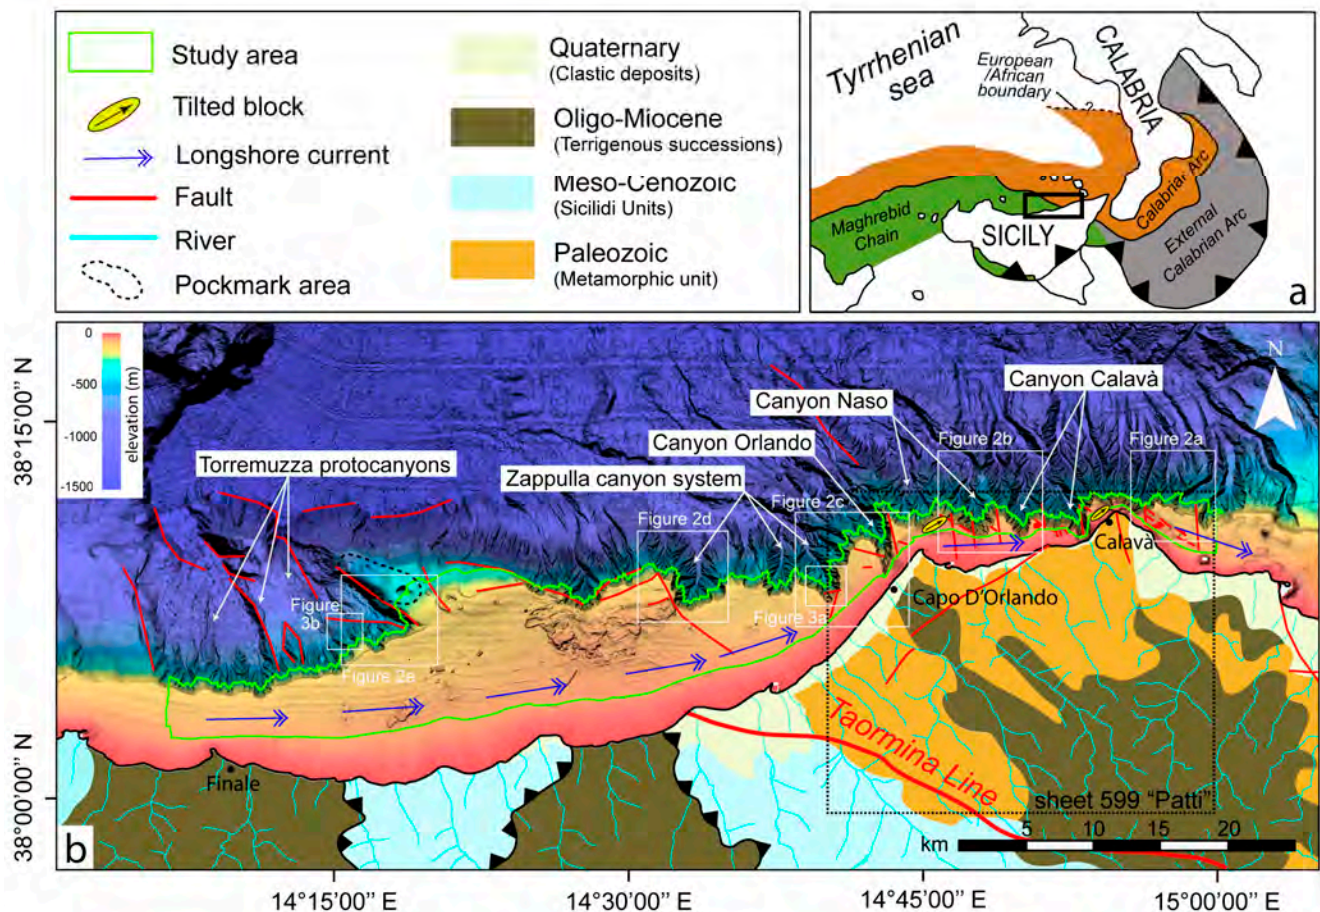 Study area
Tilted block
Longshore current
Fault
River
Pockmark area
Quaternary
(Clastic deposits)
Oligo-Miocene
(Terrigenous successions)
Meso-Cenozoic
(Sicilidi Units)
Paleozoic
(Metamorphic unit)
Tyrrhenian
sea
European
/African
boundary
?
CALABRIA
Maghrebid
Chain
SICILY
Calabrian Arc
External
Calabrian Arc
a
0
-500
-1000
-1500
elevation (m)
N
Canyon Calavà
Canyon Naso
Canyon Orlando
Zappulla canyon system
Torremuzza protocanyons
Figure 2b
Figure 2a
Figure 2c
Figure 2d
Figure
3b
Figure 2e
Figure 3a
Calavà
Capo D'Orlando
Finale
Taormina Line
sheet 599 "Patti"
km
5 10 15 20
b
38°15'00" N
38°00'00" N
14°15'00" E
14°30'00" E
14°45'00" E
15°00'00" E